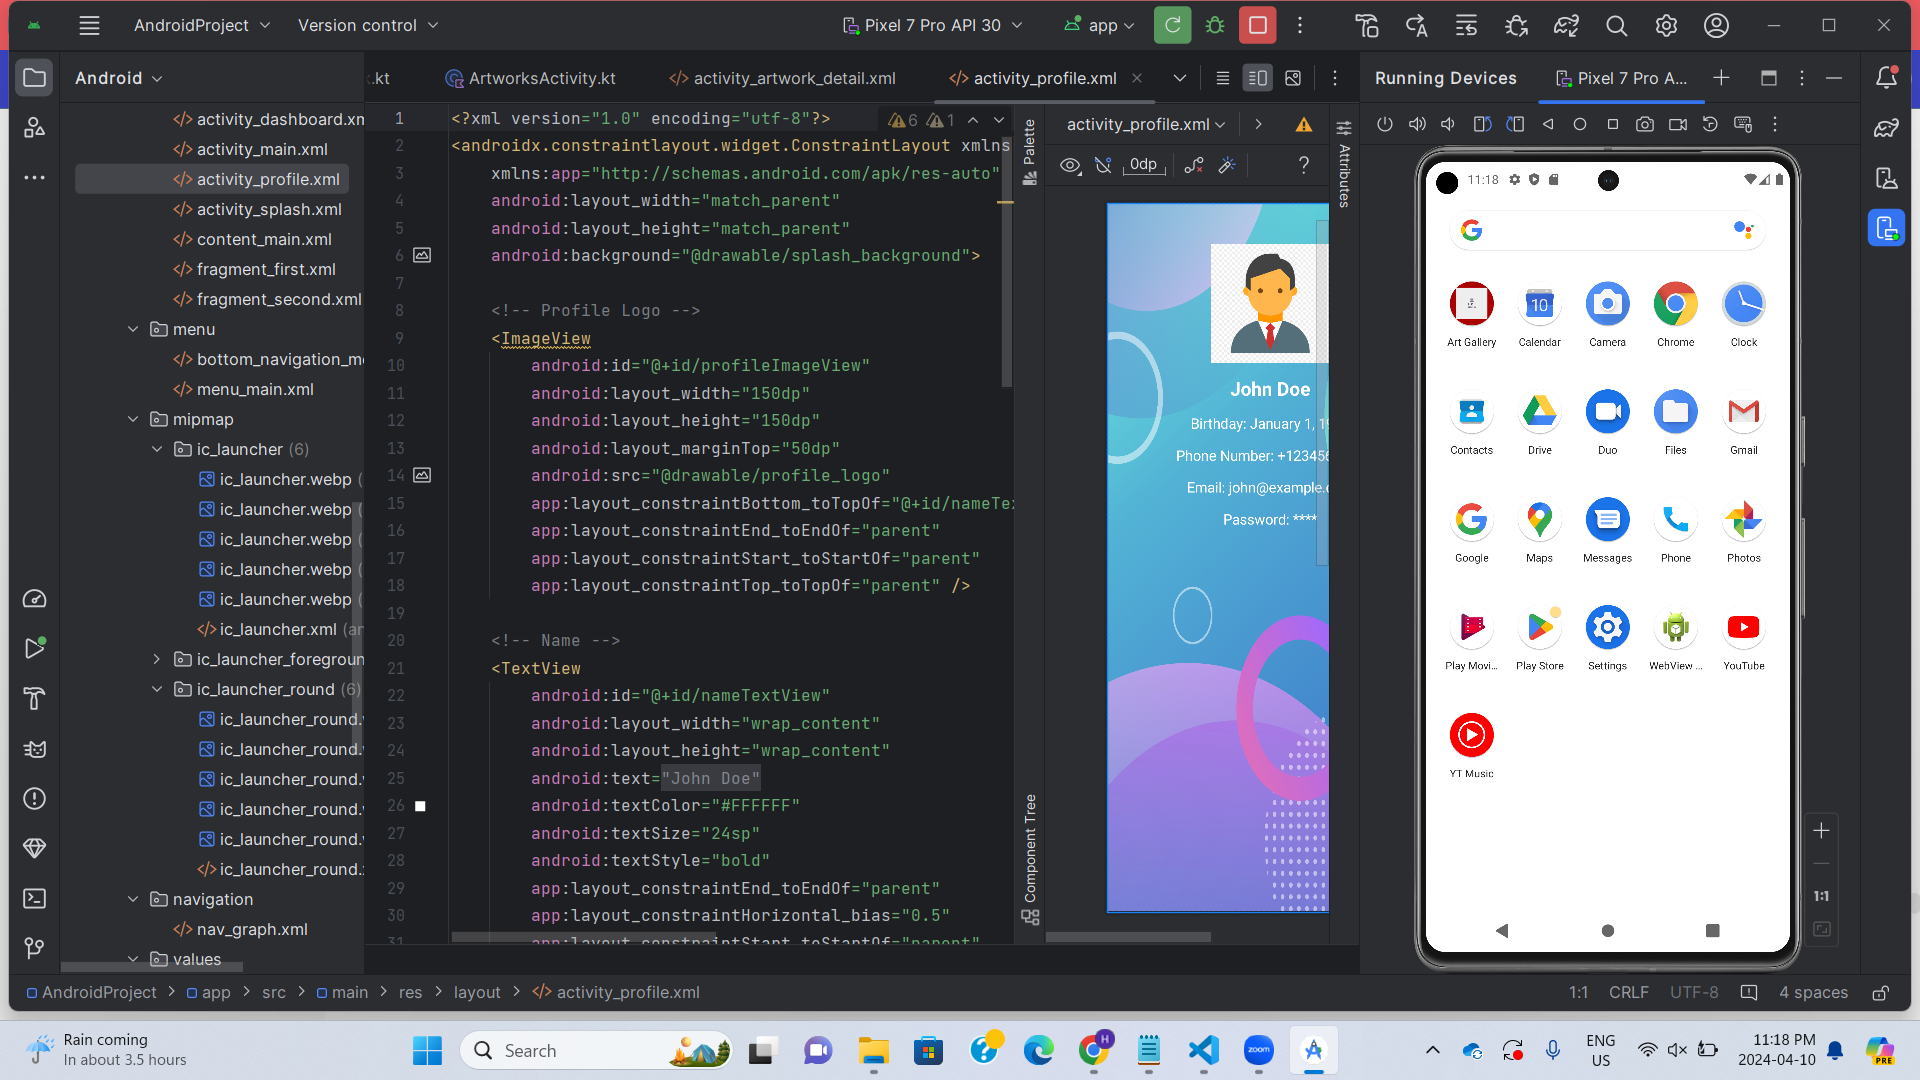 AndroidProject
Version control
Pixel 7 Pro API 30
app
Android
.kt
ArtworksActivity.kt
activity_artwork_detail.xml
activity_profile.xml
Running Devices
Pixel 7 Pro A...
activity_dashboard.xm
activity_main.xml
activity_profile.xml
activity_splash.xml
content_main.xml
fragment_first.xml
fragment_second.xml
menu
bottom_navigation_me
menu_main.xml
mipmap
ic_launcher (6)
ic_launcher.webp (
ic_launcher.webp (
ic_launcher.webp (
ic_launcher.webp (
ic_launcher.webp (
ic_launcher.xml (an
ic_launcher_foregroun
ic_launcher_round (6)
ic_launcher_round.
ic_launcher_round.
ic_launcher_round.
ic_launcher_round.
ic_launcher_round.
ic_launcher_round.
navigation
nav_graph.xml
values
6 1
1 <?xml version="1.0" encoding="utf-8"?>
2 <androidx.constraintlayout.widget.ConstraintLayout xmlns
3 xmlns:app="http://schemas.android.com/apk/res-auto"
4 android:layout_width="match_parent"
5 android:layout_height="match_parent"
6 android:background="@drawable/splash_background">
7
8 <!-- Profile Logo -->
9 <ImageView
10 android:id="@+id/profileImageView"
11 android:layout_width="150dp"
12 android:layout_height="150dp"
13 android:layout_marginTop="50dp"
14 android:src="@drawable/profile_logo"
15 app:layout_constraintBottom_toTopOf="@+id/nameTex
16 app:layout_constraintEnd_toEndOf="parent"
17 app:layout_constraintStart_toStartOf="parent"
18 app:layout_constraintTop_toTopOf="parent" />
19
20 <!-- Name -->
21 <TextView
22 android:id="@+id/nameTextView"
23 android:layout_width="wrap_content"
24 android:layout_height="wrap_content"
25 android:text="John Doe"
26 android:textColor="#FFFFFF"
27 android:textSize="24sp"
28 android:textStyle="bold"
29 app:layout_constraintEnd_toEndOf="parent"
30 app:layout_constraintHorizontal_bias="0.5"
31 app:layout_constraintStart_toStartOf="parent"
Palette
Component Tree
activity_profile.xml
0dp
?
Attributes
John Doe
Birthday: January 1, 19
Phone Number: +123456
Email: john@example.c
Password: ****
11:18
Art Gallery
10
Calendar
Camera
Chrome
Clock
Contacts
Drive
Duo
Files
Gmail
Google
Maps
Messages
Phone
Photos
Play Movi...
Play Store
Settings
WebView ...
YouTube
YT Music
1:1
AndroidProject > app > src > main > res > layout > activity_profile.xml
1:1
CRLF
UTF-8
4 spaces
Rain coming
In about 3.5 hours
Search
H
zoom
ENG
US
11:18 PM
2024-04-10
PRE